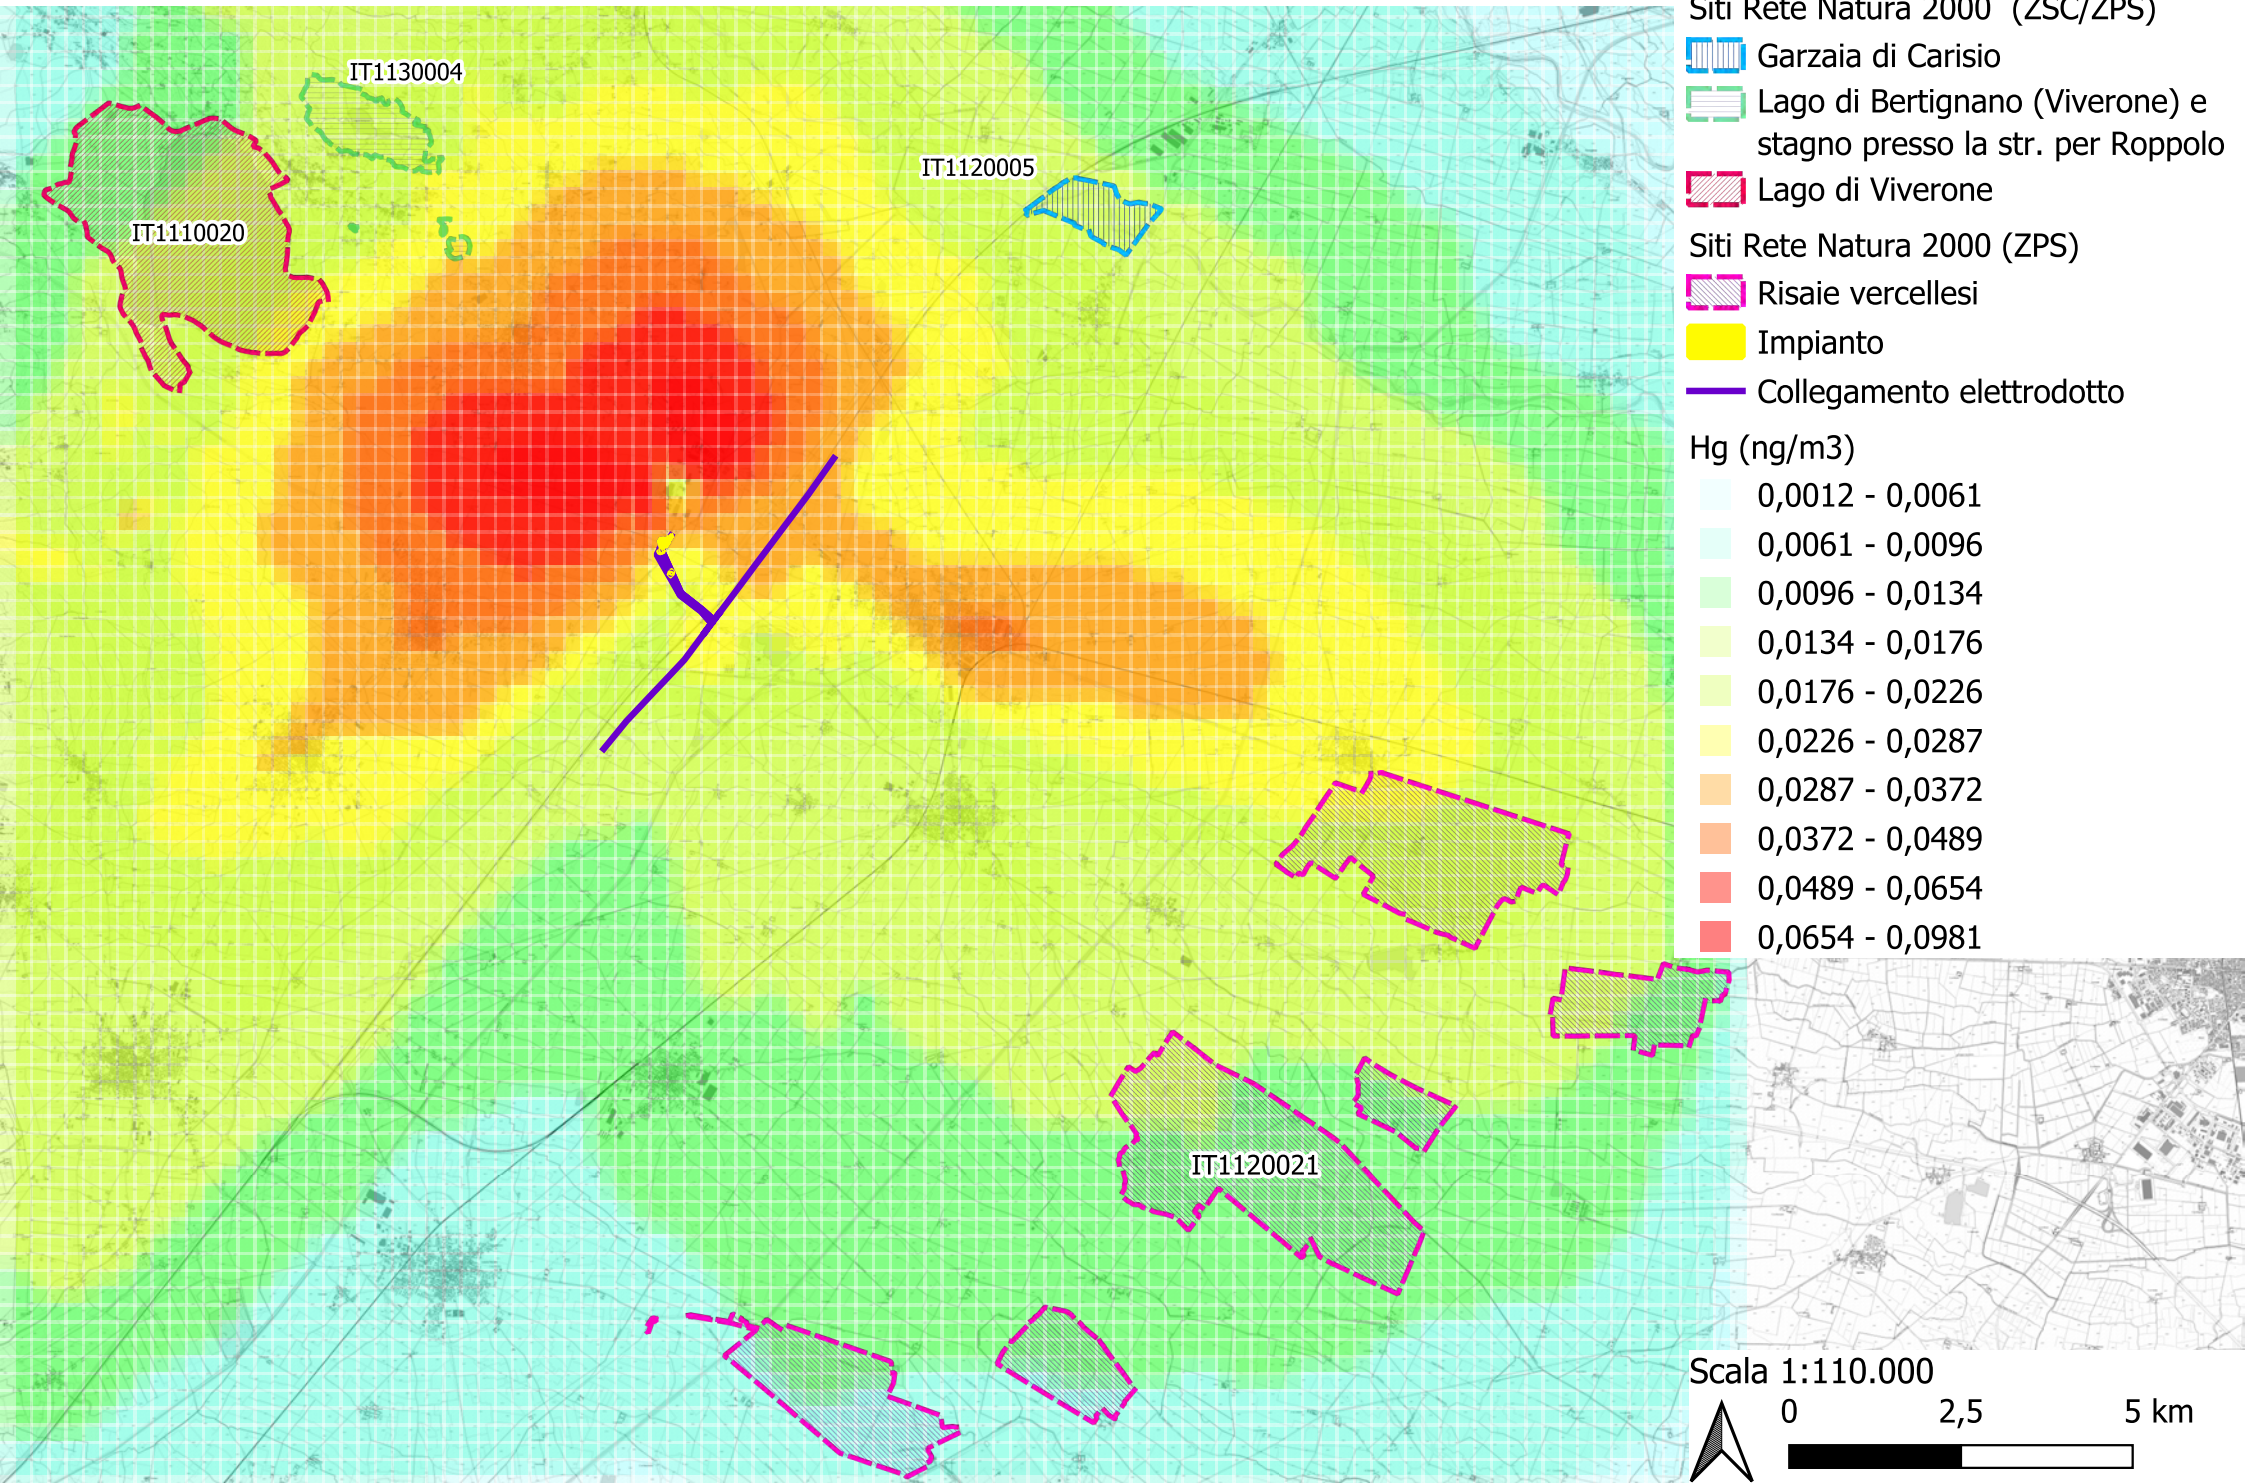 Siti Rete Natura 2000 (ZSC/ZPS)
Garzaia di Carisio
Lago di Bertignano (Viverone) e
stagno presso la str. per Roppolo
Lago di Viverone
Siti Rete Natura 2000 (ZPS)
Risaie vercellesi
Impianto
Collegamento elettrodotto
Hg (ng/m3)
0,0012 - 0,0061
0,0061 - 0,0096
0,0096 - 0,0134
0,0134 - 0,0176
0,0176 - 0,0226
0,0226 - 0,0287
0,0287 - 0,0372
0,0372 - 0,0489
0,0489 - 0,0654
0,0654 - 0,0981
IT1130004
IT1120005
IT1110020
IT1120021
Scala 1:110.000
0 2,5 5 km